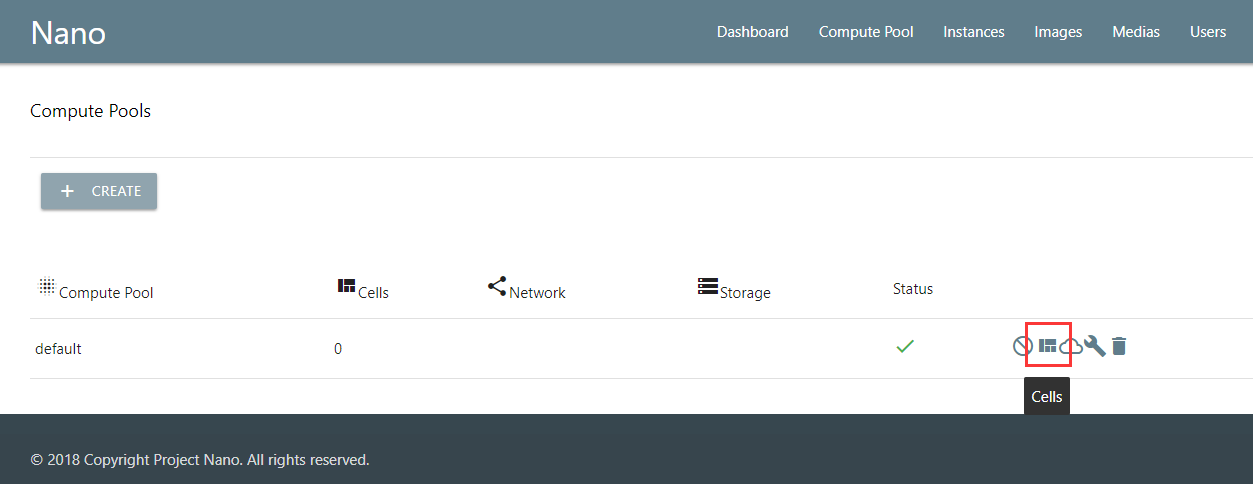 Nano
Dashboard Compute Pool Instances Images Medias Users
Compute Pools
+ CREATE
Compute Pool Cells Network Storage Status
default 0
Cells
© 2018 Copyright Project Nano. All rights reserved.